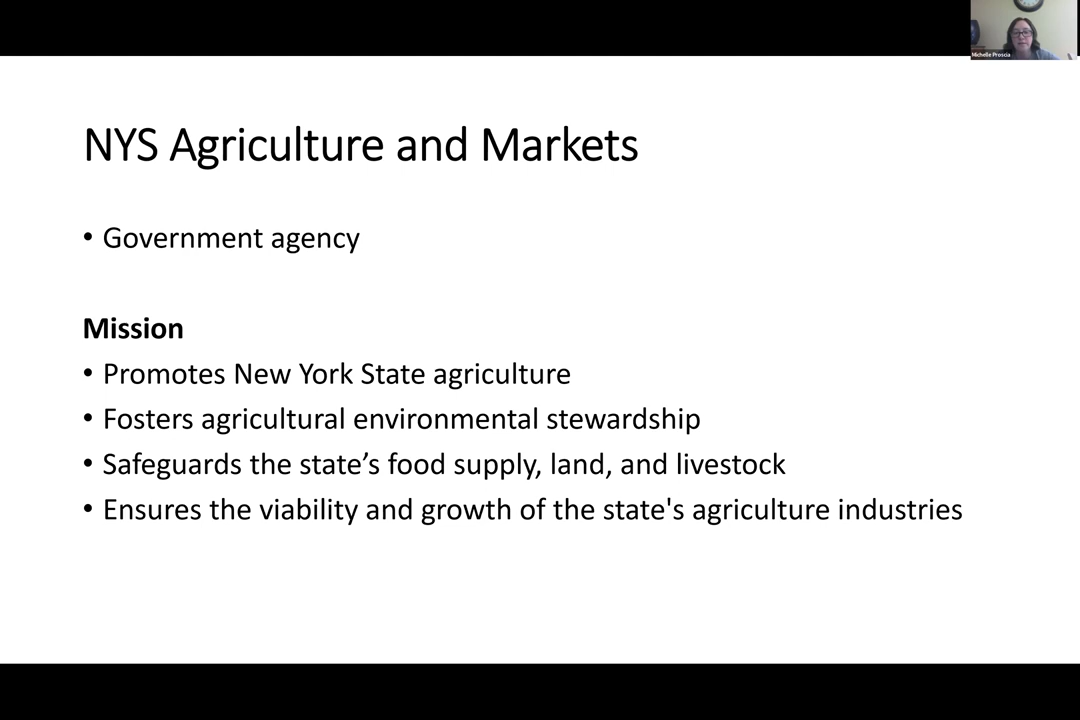 Michelle Proscia
NYS Agriculture and Markets
• Government agency
Mission
• Promotes New York State agriculture
• Fosters agricultural environmental stewardship
• Safeguards the state’s food supply, land, and livestock
• Ensures the viability and growth of the state's agriculture industries